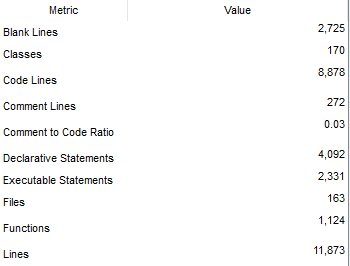 Metric Value
Blank Lines 2,725
Classes 170
Code Lines 8,878
Comment Lines 272
Comment to Code Ratio 0.03
Declarative Statements 4,092
Executable Statements 2,331
Files 163
Functions 1,124
Lines 11,873